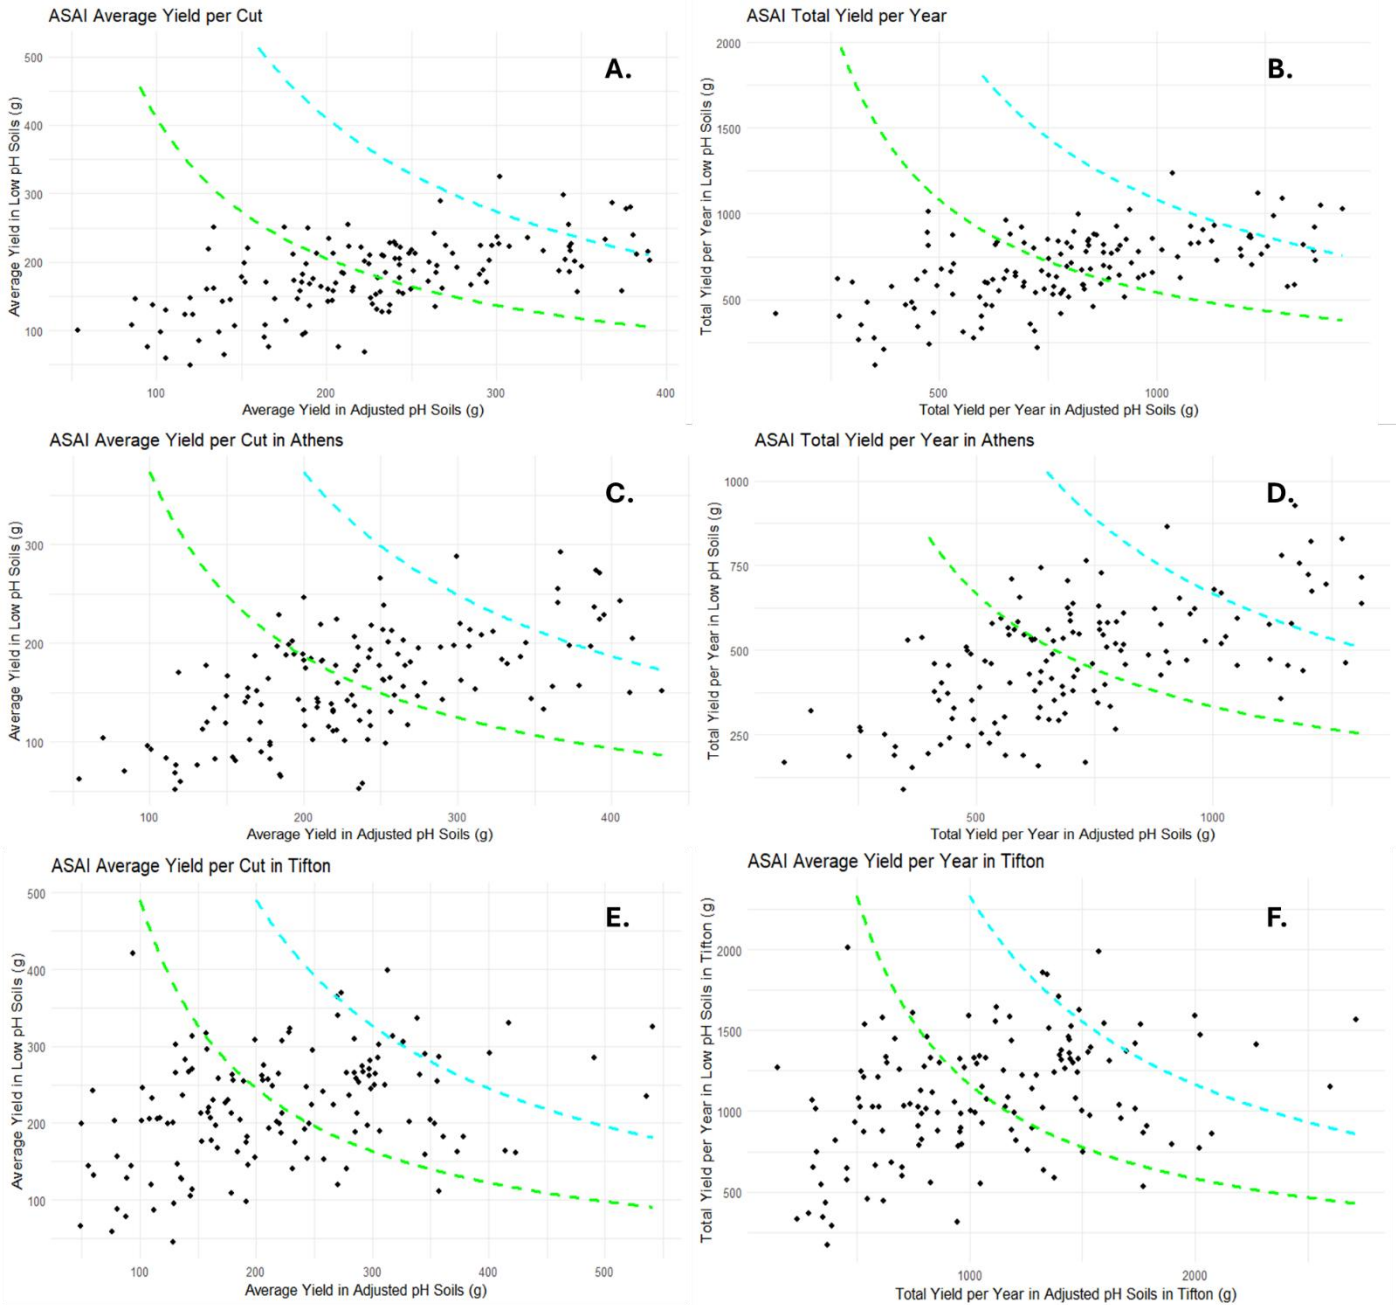 ASAI Average Yield per Cut
A.
Average Yield in Low pH Soils (g)
500
400
300
200
100
100 200 300 400
Average Yield in Adjusted pH Soils (g)
ASAI Total Yield per Year
B.
Total Yield per Year in Low pH Soils (g)
2000
1500
1000
500
500 1000
Total Yield per Year in Adjusted pH Soils (g)
ASAI Average Yield per Cut in Athens
C.
Average Yield in Low pH Soils (g)
300
200
100
100 200 300 400
Average Yield in Adjusted pH Soils (g)
ASAI Total Yield per Year in Athens
D.
Total Yield per Year in Low pH Soils (g)
1000
750
500
250
500 1000
Total Yield per Year in Adjusted pH Soils (g)
ASAI Average Yield per Cut in Tifton
E.
Average Yield in Low pH Soils (g)
500
400
300
200
100
100 200 300 400 500
Average Yield in Adjusted pH Soils (g)
ASAI Average Yield per Year in Tifton
F.
Total Yield per Year in Low pH Soils in Tifton (g)
2000
1500
1000
500
1000 2000
Total Yield per Year in Adjusted pH Soils in Tifton (g)